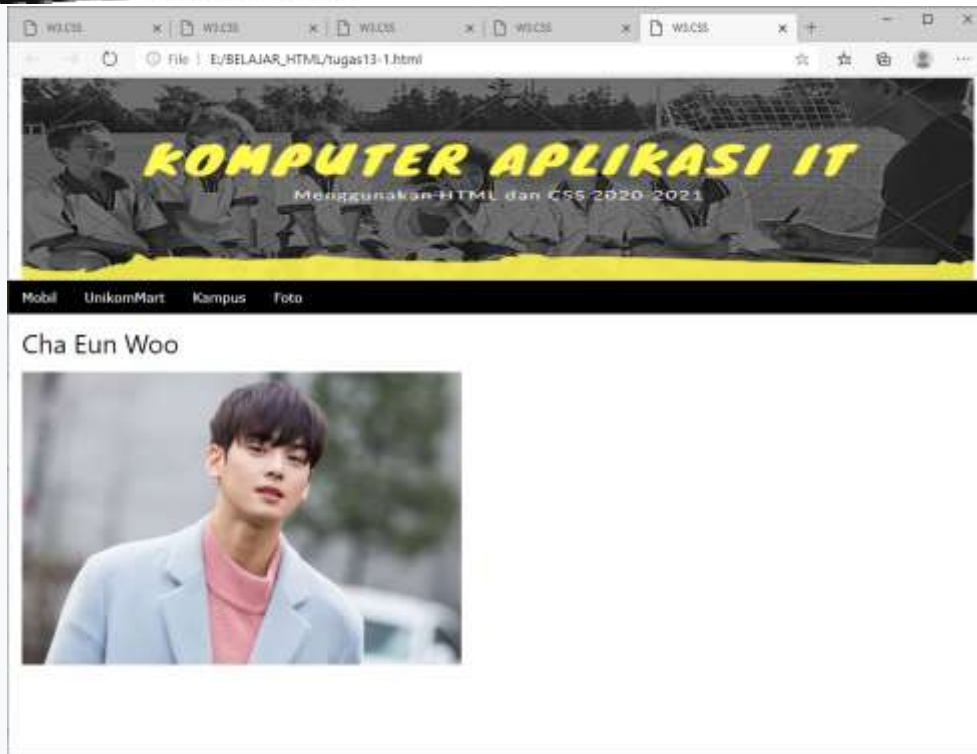 W3.CSS W3.CSS W3.CSS W3.CSS W3.CSS
File E:/BELAJAR_HTML/tugas13-1.html
KOMPUTER APLIKASI IT
Menggunakan HTML dan CSS 2020-2021
Mobil UnikomMart Kampus Foto
Cha Eun Woo